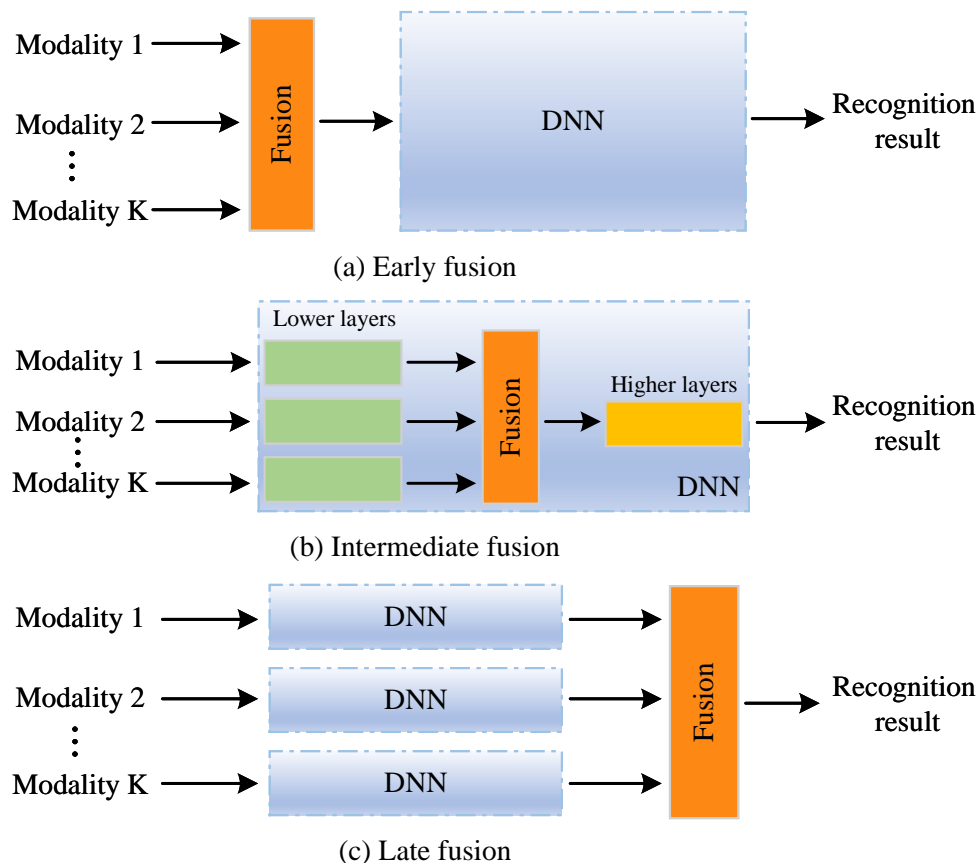 Modality 1
Modality 2
Modality K
Fusion
DNN
Recognition
result
(a) Early fusion
Lower layers
Modality 1
Modality 2
Modality K
Fusion
Higher layers
DNN
Recognition
result
(b) Intermediate fusion
Modality 1
DNN
Modality 2
DNN
Modality K
DNN
Fusion
Recognition
result
(c) Late fusion